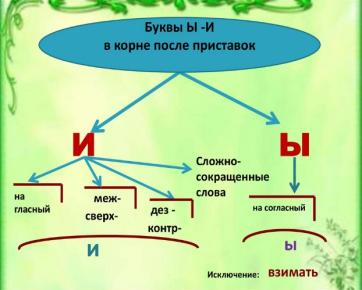 Буквы Ы -И
в корне после приставок
И
Ы
Сложно-
сокращенные
слова
на
гласный
меж-
сверх-
дез -
контр-
на согласный
И
Ы
Исключение: взимать